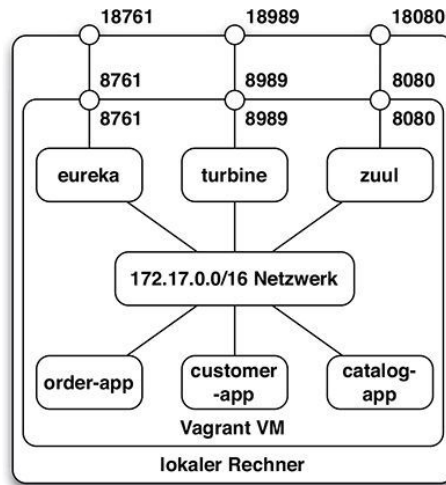 18761
18989
18080
8761
8989
8080
8761
8989
8080
eureka
turbine
zuul
172.17.0.0/16 Netzwerk
order-app
customer
-app
catalog-
app
Vagrant VM
lokaler Rechner